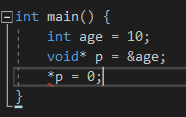 int main() {
int age = 10;
void* p = &age;
*p = 0;
}